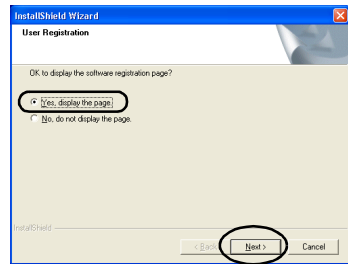 InstallShield Wizard
User Registration
OK to display the software registration page?
Yes, display the page.
No, do not display the page.
InstallShield
< Back Next > Cancel